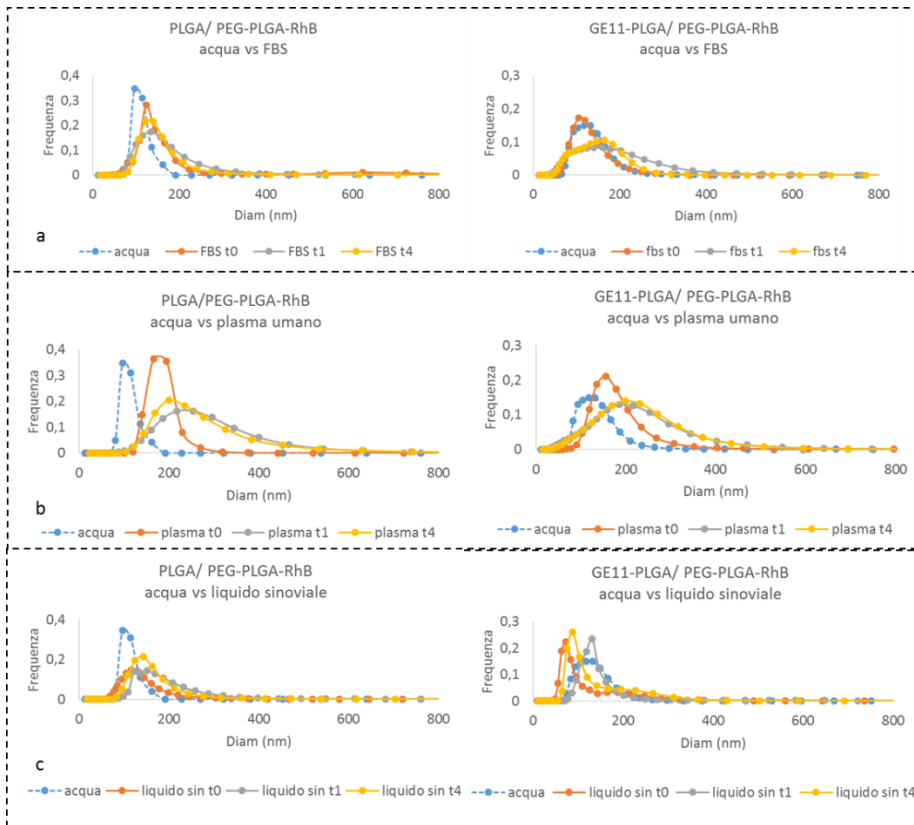 PLGA/ PEG-PLGA-RhB
acqua vs FBS
0,4
0,3
0,2
0,1
0
Frequenza
0 200 400 600 800
Diam (nm)
acqua FBS t0 FBS t1 FBS t4
GE11-PLGA/ PEG-PLGA-RhB
acqua vs FBS
0,3
0,2
0,1
0
Frequenza
0 200 400 600 800
Diam (nm)
acqua fbs t0 fbs t1 fbs t4
a
PLGA/PEG-PLGA-RhB
acqua vs plasma umano
0,4
0,3
0,2
0,1
0
Frequenza
0 200 400 600 800
Diam (nm)
acqua plasma t0 plasma t1 plasma t4
GE11-PLGA/ PEG-PLGA-RhB
acqua vs plasma umano
0,3
0,2
0,1
0
Frequenza
0 200 400 600 800
Diam (nm)
acqua plasma t0 plasma t1 plasma t4
b
PLGA/ PEG-PLGA-RhB
acqua vs liquido sinoviale
0,4
0,2
0
Frequenza
0 200 400 600 800
Diam (nm)
acqua liquido sin t0 liquido sin t1 liquido sin t4
GE11-PLGA/ PEG-PLGA-RhB
acqua vs liquido sinoviale
0,3
0,2
0,1
0
Frequenza
0 200 400 600 800
Diam (nm)
acqua liquido sin t0 liquido sin t1 liquido sin t4
c